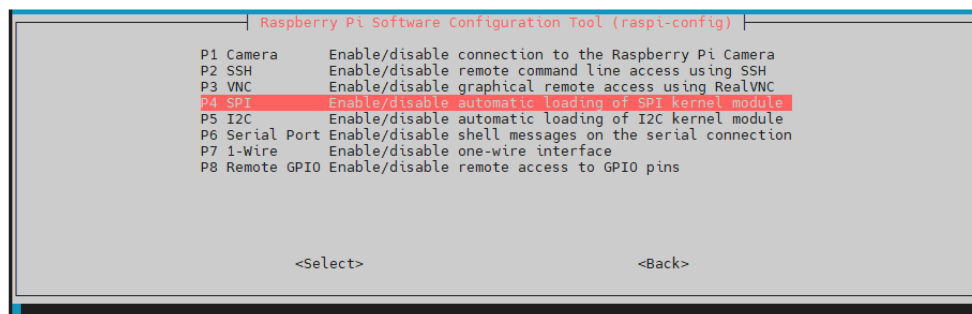 Raspberry Pi Software Configuration Tool (raspi-config)
P1 Camera Enable/disable connection to the Raspberry Pi Camera
P2 SSH Enable/disable remote command line access using SSH
P3 VNC Enable/disable graphical remote access using RealVNC
P4 SPI Enable/disable automatic loading of SPI kernel module
P5 I2C Enable/disable automatic loading of I2C kernel module
P6 Serial Port Enable/disable shell messages on the serial connection
P7 1-Wire Enable/disable one-wire interface
P8 Remote GPIO Enable/disable remote access to GPIO pins
<Select> <Back>